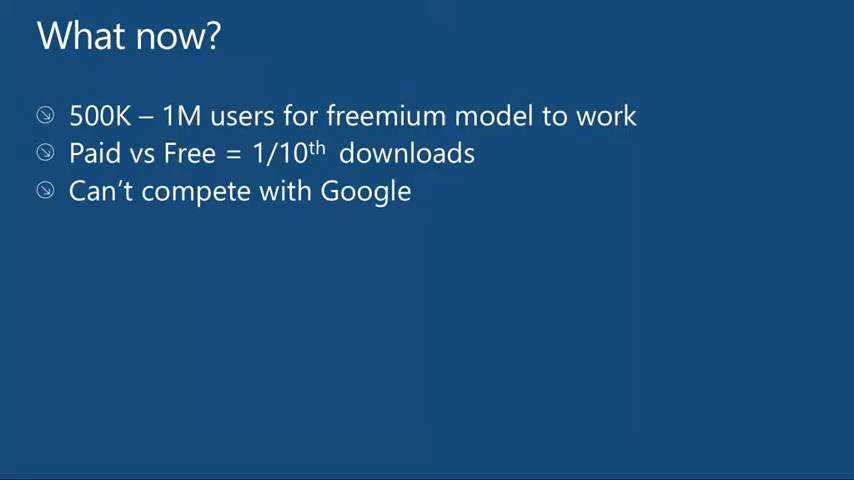 What now?
500K – 1M users for freemium model to work
Paid vs Free = 1/10th downloads
Can't compete with Google